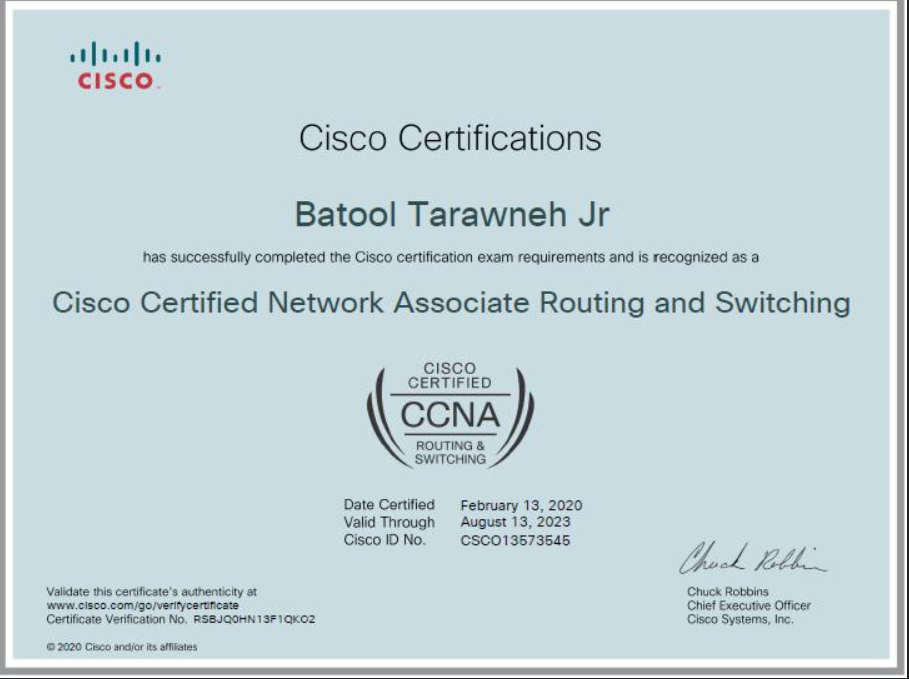 CISCO
Cisco Certifications
Batool Tarawneh Jr
has successfully completed the Cisco certification exam requirements and is recognized as a
Cisco Certified Network Associate Routing and Switching
CISCO
CERTIFIED
CCNA
ROUTING &
SWITCHING
Date Certified February 13, 2020
Valid Through August 13, 2023
Cisco ID No. CSCO13573545
Chuck Robbins
Validate this certificate's authenticity at
www.cisco.com/go/verifycertificate
Certificate Verification No. RSBJQ0HN13F1QKO2
Chuck Robbins
Chief Executive Officer
Cisco Systems, Inc.
© 2020 Cisco and/or its affiliates